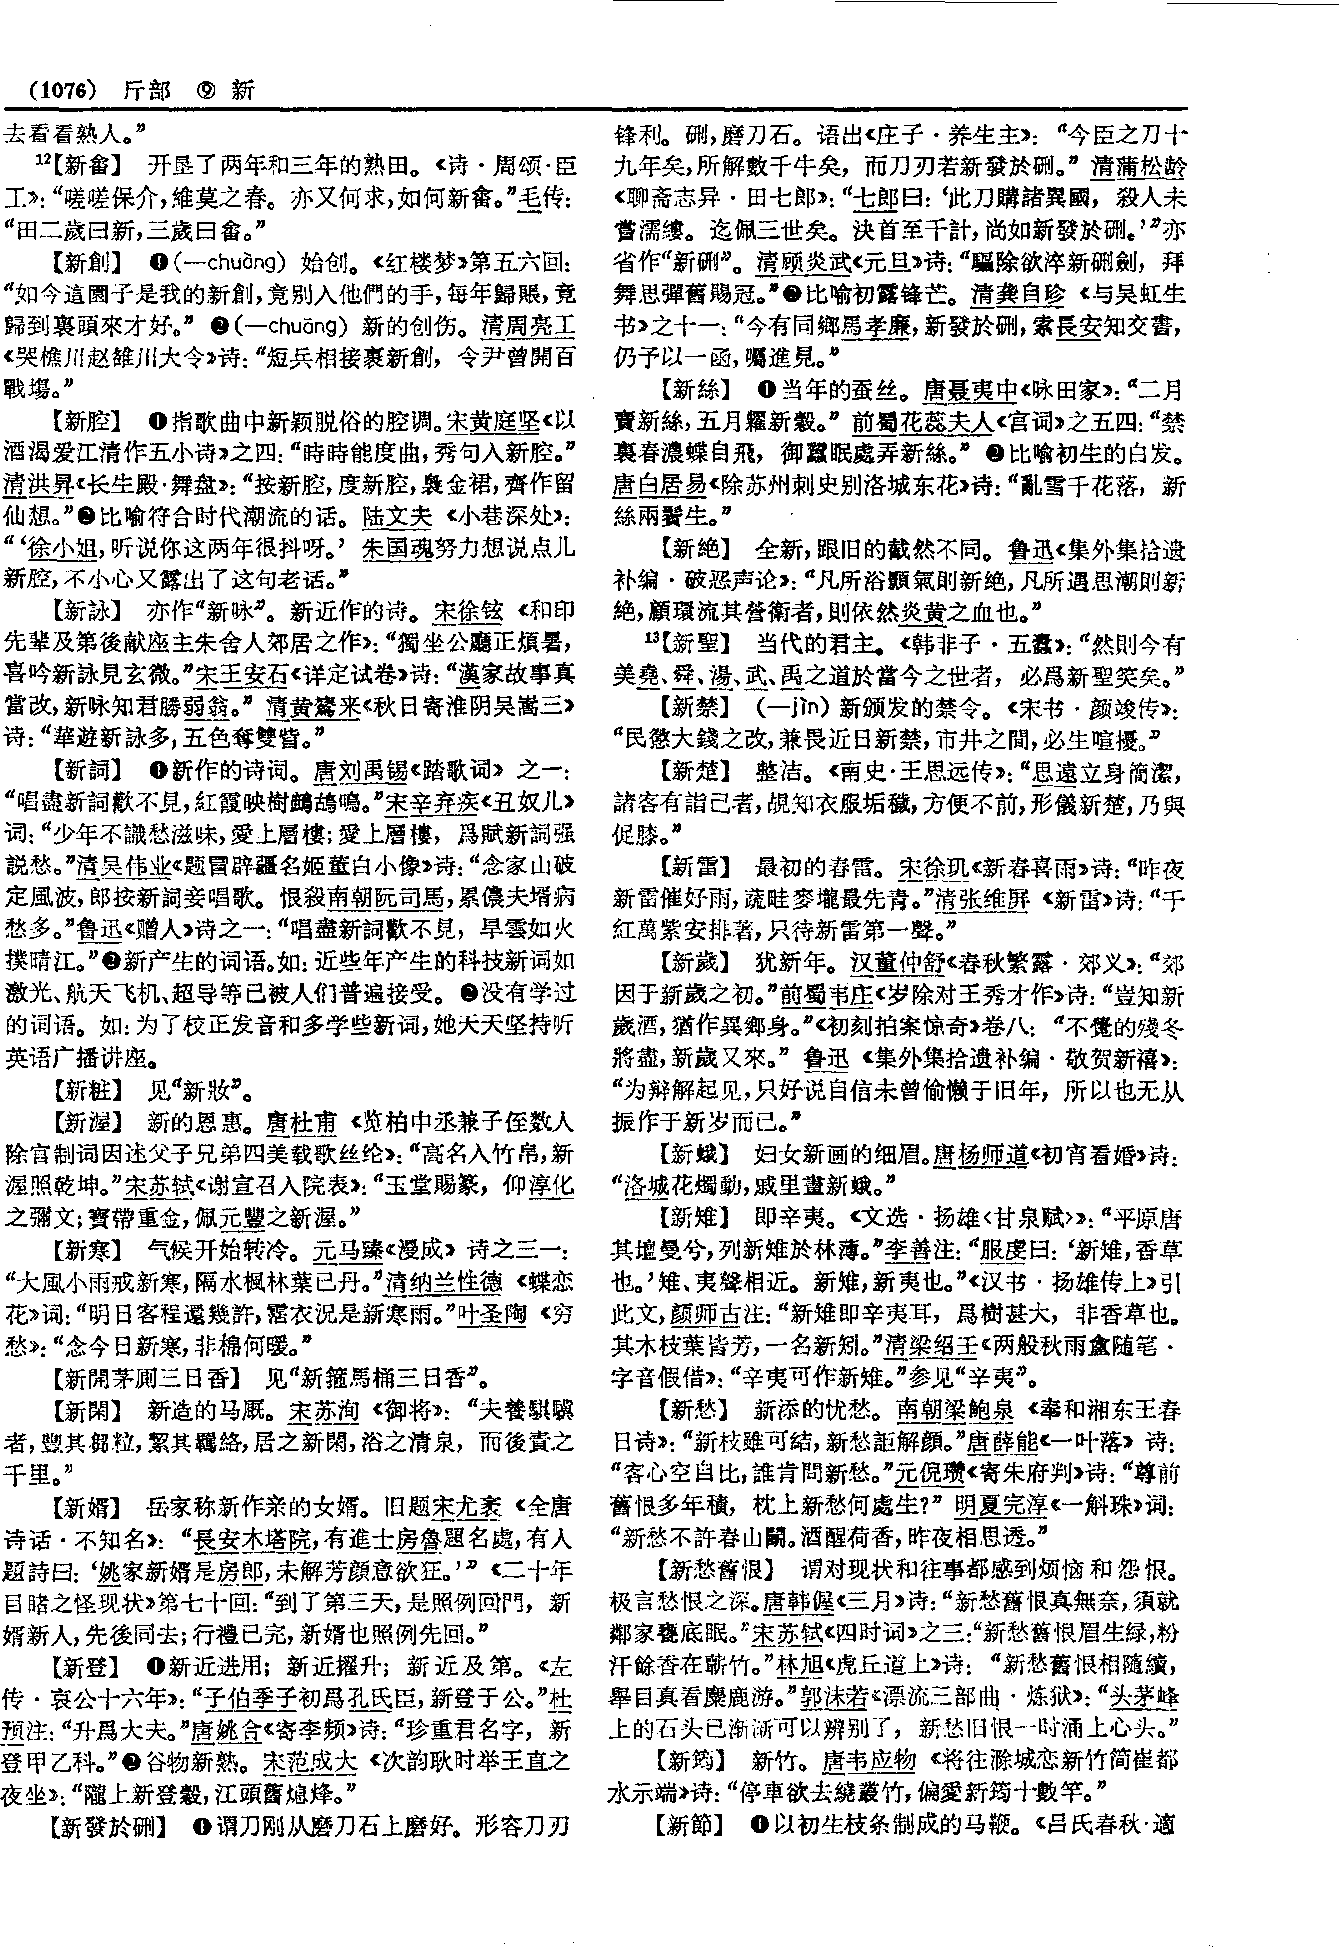 (1076) 斤部 ⑨ 新
去看看熟人。”
12【新畬】 开垦了两年和三年的熟田。《诗·周颂·臣
工》：“嗟嗟保介，維莫之春。亦又何求，如何新畬。”毛传：
“田二歲曰新，三歲曰畬。”
【新創】 ❶(—chuàng) 始创。《红楼梦》第五六回：
“如今這園子是我的新創，竟别入他們的手，每年歸賬，竟
歸到裏頭來才好。” ❷(—chuāng) 新的创伤。清周亮工
《哭樵川赵雏川大令》诗：“短兵相接裹新創，令尹曾開百
戰場。”
【新腔】 ❶指歌曲中新颖脱俗的腔调。宋黄庭坚《以
酒渴爱江清作五小诗》之四：“時時能度曲，秀句入新腔。”
清洪昇《长生殿·舞盘》：“按新腔，度新腔，裊金裙，齊作留
仙想。”❷比喻符合时代潮流的话。陆文夫《小巷深处》：
“‘徐小姐，听说你这两年很抖呀。’ 朱国魂努力想说点儿
新腔，不小心又露出了这句老话。”
【新詠】 亦作“新咏”。新近作的诗。宋徐铉《和印
先辈及第後献座主朱舍人郊居之作》：“獨坐公廳正煩暑，
喜吟新詠見玄微。”宋王安石《详定试卷》诗：“漢家故事真
當改，新咏知君勝弱翁。” 清黄鷟来《秋日寄淮阴吴嵩三》
诗：“華遊新詠多，五色奪雙眥。”
【新詞】 ❶新作的诗词。唐刘禹锡《踏歌词》之一：
“唱盡新詞歡不見，紅霞映樹鷓鴣鳴。”宋辛弃疾《丑奴儿》
词：“少年不識愁滋味，愛上層樓；愛上層樓，爲賦新詞强
説愁。”清吴伟业《题冒辟疆名姬董白小像》诗：“念家山破
定風波，郎按新詞妾唱歌。恨殺南朝阮司馬，累儂夫壻病
愁多。”鲁迅《赠人》诗之一：“唱盡新詞歡不見，旱雲如火
撲晴江。”❷新产生的词语。如：近些年产生的科技新词如
激光、航天飞机、超导等已被人们普遍接受。❸没有学过
的词语。如：为了校正发音和多学些新词，她天天坚持听
英语广播讲座。
【新粧】 见“新妝”。
【新渥】 新的恩惠。唐杜甫《览柏中丞兼子侄数人
除官制词因述父子兄弟四美载歌丝纶》：“高名入竹帛，新
渥照乾坤。”宋苏轼《谢宣召入院表》：“玉堂賜篆，仰淳化
之彌文；寶帶重金，佩元豐之新渥。”
【新寒】 气候开始转冷。元马臻《漫成》诗之三一：
“大風小雨戒新寒，隔水楓林葉已丹。”清纳兰性德《蝶恋
花》词：“明日客程還幾許，霑衣況是新寒雨。”叶圣陶《穷
愁》：“念今日新寒，非棉何暖。”
【新開茅厠三日香】 见“新箍馬桶三日香”。
【新閑】 新造的马厩。宋苏洵《御将》：“夫養騏驥
者，豐其芻粒，絜其羈絡，居之新閑，浴之清泉，而後責之
千里。”
【新婿】 岳家称新作亲的女婿。旧题宋尤袤《全唐
诗话·不知名》：“長安木塔院，有進士房魯題名處，有人
題詩曰：‘姚家新婿是房郎，未解芳顔意欲狂。’” 《二十年
目睹之怪现状》第七十回：“到了第三天，是照例回門，新
婿新人，先後同去；行禮已完，新婿也照例先回。”
【新登】 ❶新近进用；新近擢升；新近及第。《左
传·哀公十六年》：“子伯季子初爲孔氏臣，新登于公。”杜
预注：“升爲大夫。”唐姚合《寄李频》诗：“珍重君名字，新
登甲乙科。”❷谷物新熟。宋范成大《次韵耿时举王直之
夜坐》：“隴上新登穀，江頭舊熄烽。”
【新發於硎】 ❶谓刀刚从磨刀石上磨好。形容刀刃
锋利。硎，磨刀石。语出《庄子·养生主》：“今臣之刀十
九年矣，所解數千牛矣，而刀刃若新發於硎。” 清蒲松龄
《聊斋志异·田七郎》：“七郎曰：‘此刀購諸異國，殺人未
嘗濡縷。迄佩三世矣。決首至千計，尚如新發於硎。’”亦
省作“新硎”。清顾炎武《元旦》诗：“驅除欲淬新硎劍，拜
舞思彈舊賜冠。”❷比喻初露锋芒。清龚自珍《与吴虹生
书》之十一：“今有同鄉馬孝廉，新發於硎，索長安知交書，
仍予以一函，囑進見。”
【新絲】 ❶当年的蚕丝。唐聂夷中《咏田家》：“二月
賣新絲，五月糶新穀。” 前蜀花蕊夫人《宫词》之五四：“禁
裏春濃蝶自飛，御蠶眠處弄新絲。” ❷比喻初生的白发。
唐白居易《除苏州刺史别洛城东花》诗：“亂雪千花落，新
絲兩鬢生。”
【新絶】 全新，跟旧的截然不同。鲁迅《集外集拾遗
补编·破恶声论》：“凡所浴顥氣則新绝，凡所遇思潮則新
絶，顧環流其營衛者，則依然炎黄之血也。”
13【新聖】 当代的君主。《韩非子·五蠹》：“然則今有
美堯、舜、湯、武、禹之道於當今之世者，必爲新聖笑矣。”
【新禁】 (—jìn) 新颁发的禁令。《宋书·颜竣传》：
“民懲大錢之改，兼畏近日新禁，市井之間，必生喧擾。”
【新楚】 整洁。《南史·王思远传》：“思遠立身簡潔，
諸客有詣己者，覘知衣服垢穢，方便不前，形儀新楚，乃與
促膝。”
【新雷】 最初的春雷。宋徐玑《新春喜雨》诗：“昨夜
新雷催好雨，蔬畦麥壠最先青。”清张维屏《新雷》诗：“千
紅萬紫安排著，只待新雷第一聲。”
【新歲】 犹新年。汉董仲舒《春秋繁露·郊义》：“郊
因于新歲之初。”前蜀韦庄《岁除对王秀才作》诗：“豈知新
歲酒，猶作異鄉身。”《初刻拍案惊奇》卷八：“不覺的殘冬
將盡，新歲又來。” 鲁迅《集外集拾遗补编·敬贺新禧》：
“为辩解起见，只好说自信未曾偷懒于旧年，所以也无从
振作于新岁而已。”
【新蛾】 妇女新画的细眉。唐杨师道《初宵看婚》诗：
“洛城花燭動，戚里畫新蛾。”
【新雉】 即辛夷。《文选·扬雄〈甘泉赋〉》：“平原唐
其壇曼兮，列新雉於林薄。”李善注：“服虔曰：‘新雉，香草
也。’雉、夷聲相近。新雉，新夷也。”《汉书·扬雄传上》引
此文，颜师古注：“新雉即辛夷耳，爲樹甚大，非香草也。
其木枝葉皆芳，一名新矧。”清梁绍壬《两般秋雨盦随笔·
字音假借》：“辛夷可作新雉。”参见“辛夷”。
【新愁】 新添的忧愁。南朝梁鲍泉《奉和湘东王春
日诗》：“新枝雖可結，新愁詎解顔。”唐薛能《一叶落》诗：
“客心空自比，誰肯問新愁。”元倪瓒《寄朱府判》诗：“尊前
舊恨多年積，枕上新愁何處生？” 明夏完淳《一斛珠》词：
“新愁不許春山鬭。酒醒荷香，昨夜相思透。”
【新愁舊恨】 谓对现状和往事都感到烦恼和怨恨。
极言愁恨之深。唐韩偓《三月》诗：“新愁舊恨真無奈，須就
鄰家甕底眠。”宋苏轼《四时词》之三：“新愁舊恨眉生緑，粉
汗餘香在蘄竹。”林旭《虎丘道上》诗：“新愁舊恨相隨續，
舉目真看麋鹿游。”郭沫若《漂流三部曲·炼狱》：“头茅峰
上的石头已渐渐可以辨别了，新愁旧恨一时涌上心头。”
【新筠】 新竹。唐韦应物《将往滁城恋新竹简崔都
水示端》诗：“停車欲去繞叢竹，偏愛新筠十數竿。”
【新節】 ❶以初生枝条制成的马鞭。《吕氏春秋·適